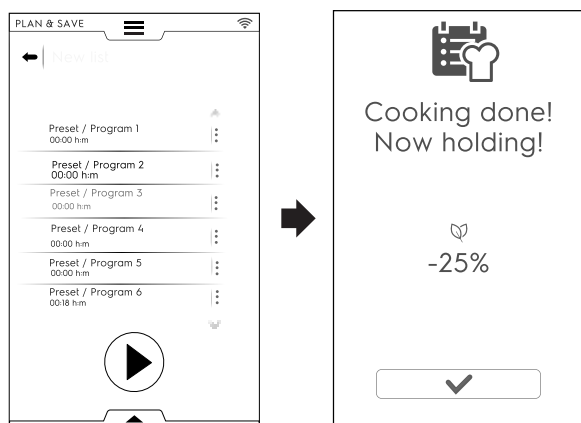 PLAN & SAVE
New list
Preset / Program 1
00:00 h:m
Preset / Program 2
00:00 h:m
Preset / Program 3
00:00 h:m
Preset / Program 4
00:00 h:m
Preset / Program 5
00:00 h:m
Preset / Program 6
00:18 h:m
Cooking done!
Now holding!
-25%